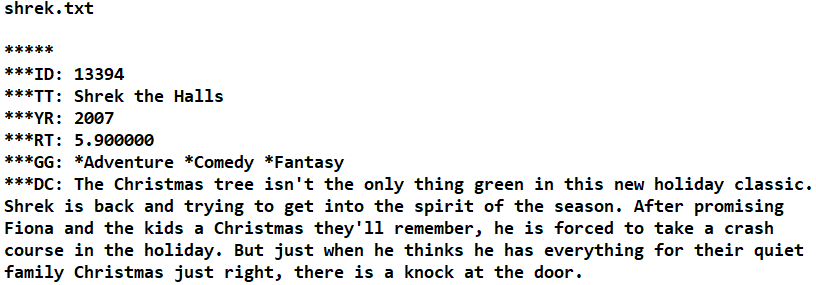 shrek.txt
*****
***ID: 13394
***TT: Shrek the Halls
***YR: 2007
***RT: 5.900000
***GG: *Adventure *Comedy *Fantasy
***DC: The Christmas tree isn't the only thing green in this new holiday classic.
Shrek is back and trying to get into the spirit of the season. After promising
Fiona and the kids a Christmas they'll remember, he is forced to take a crash
course in the holiday. But just when he thinks he has everything for their quiet
family Christmas just right, there is a knock at the door.